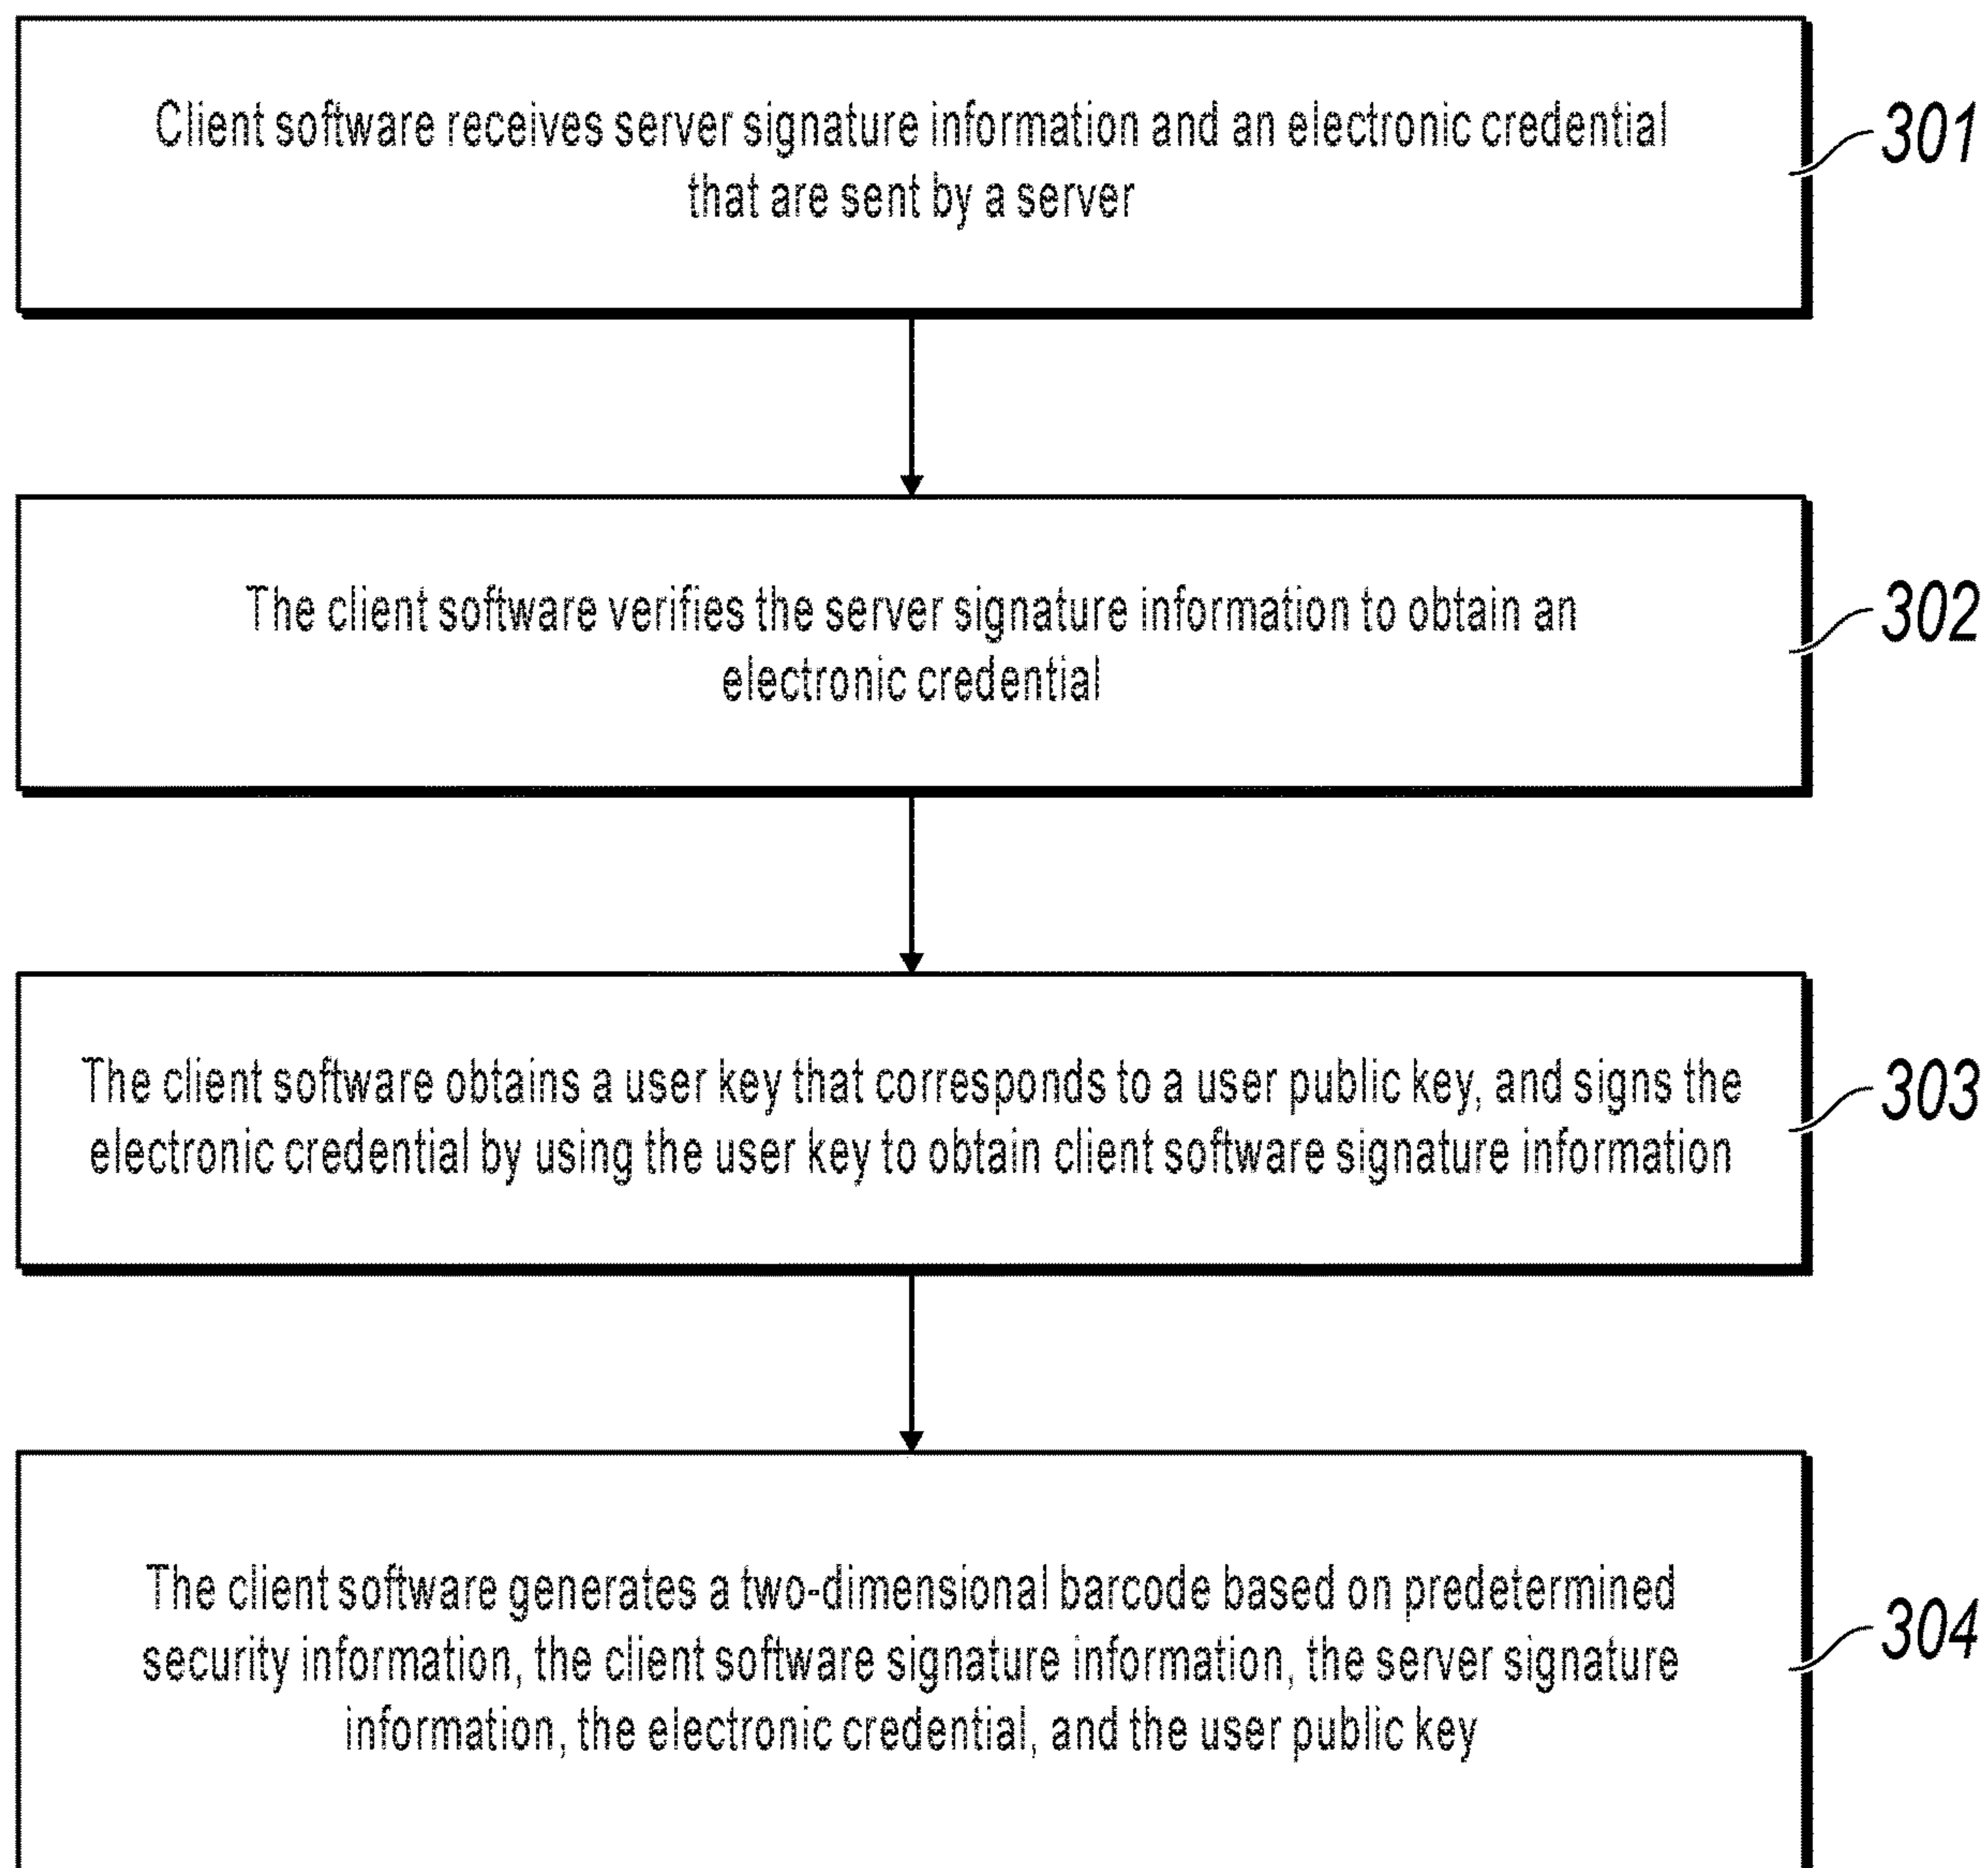 Client software receives server signature information and an electronic credential
that are sent by a server
301
The client software verifies the server signature information to obtain an
electronic credential
302
The client software obtains a user key that corresponds to a user public key, and signs the
electronic credential by using the user key to obtain client software signature information
303
The client software generates a two-dimensional barcode based on predetermined
security information, the client software signature information, the server signature
information, the electronic credential, and the user public key
304